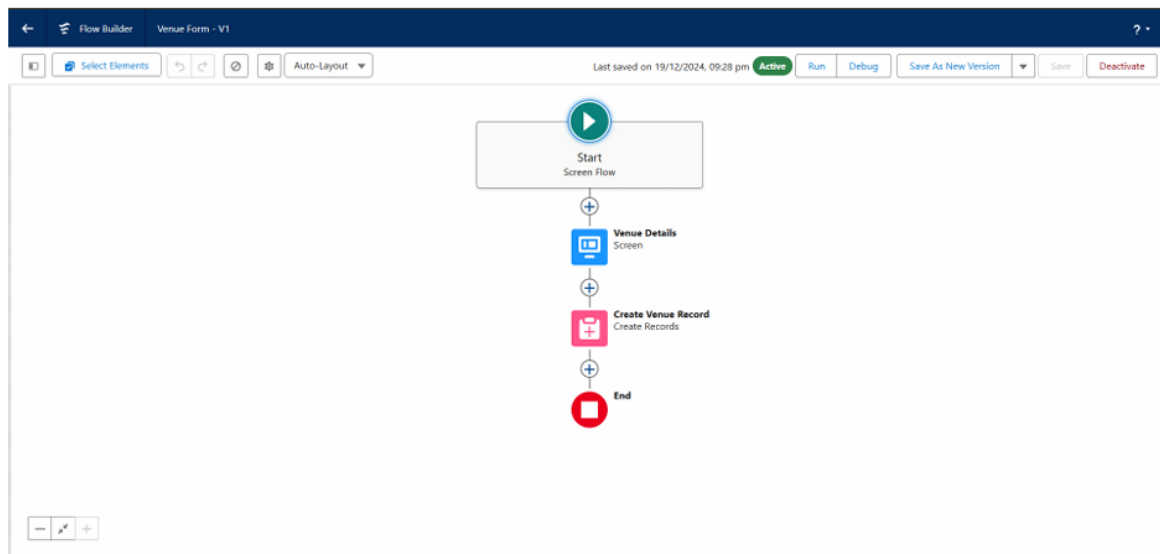 Flow Builder Venue Form - V1 ?
Select Elements Auto-Layout Last saved on 19/12/2024, 09:28 pm Active Run Debug Save As New Version Save Deactivate
Start
Screen Flow
Venue Details
Screen
Create Venue Record
Create Records
End